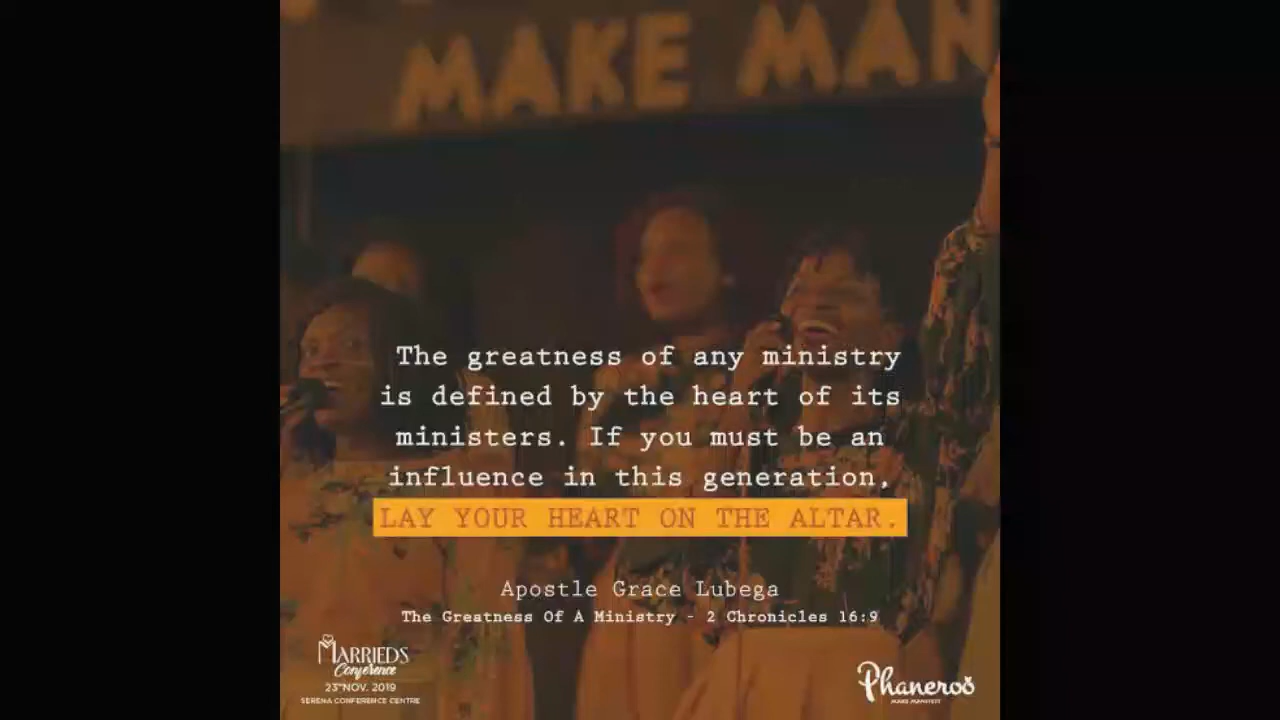 MAKE MAN
The greatness of any ministry
is defined by the heart of its
ministers. If you must be an
influence in this generation,
LAY YOUR HEART ON THE ALTAR.
Apostle Grace Lubega
The Greatness Of A Ministry - 2 Chronicles 16:9
MARRIEDS
Conference
23RD NOV. 2019
SERENA CONFERENCE CENTRE
Phaneroo
MAKE MANIFEST